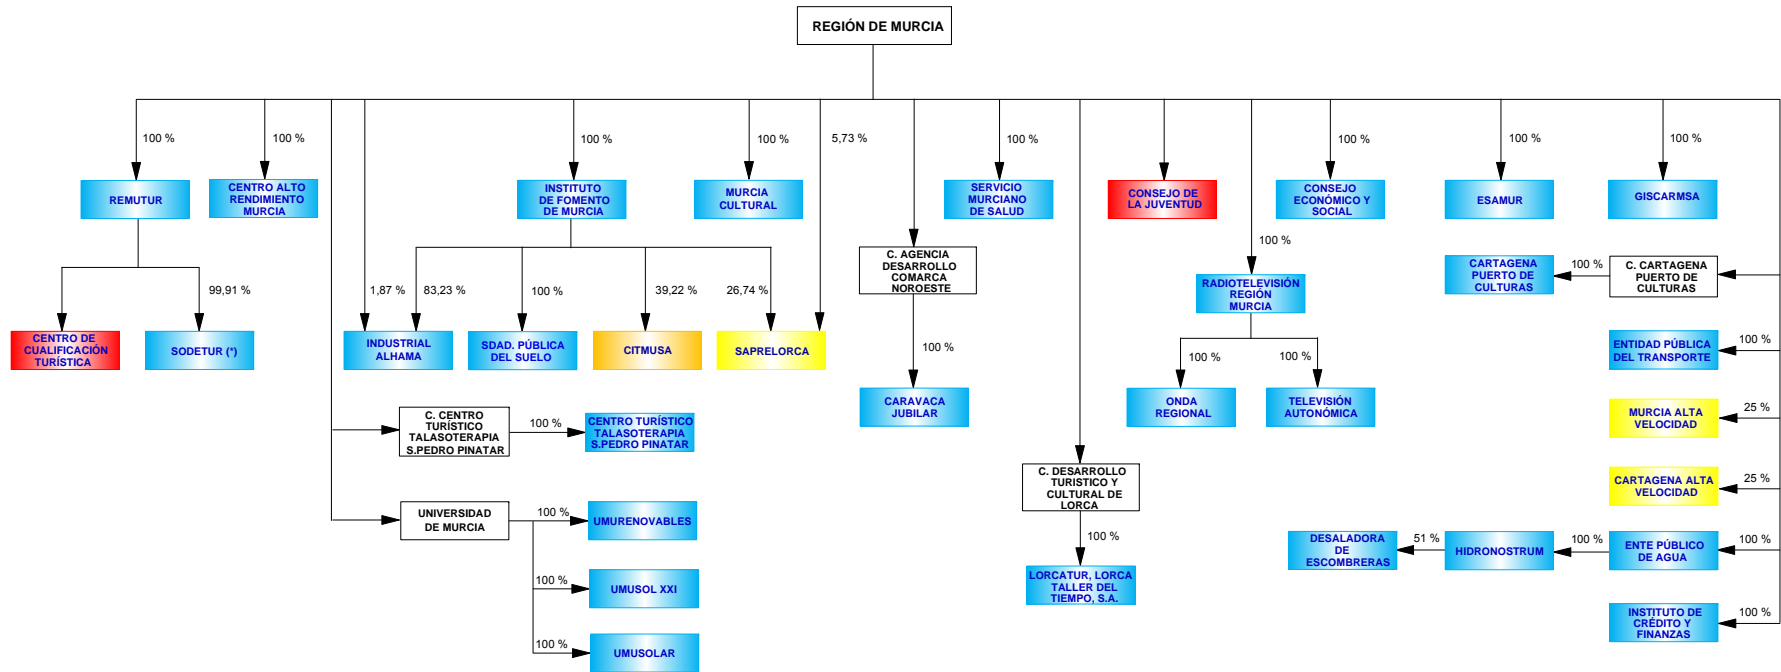 REGIÓN DE MURCIA
100 %
100 %
100 %
100 %
5,73 %
100 %
100 %
100 %
100 %
REMUTUR
CENTRO ALTO
RENDIMIENTO
MURCIA
INSTITUTO
DE FOMENTO
DE MURCIA
MURCIA
CULTURAL
SERVICIO
MURCIANO
DE SALUD
CONSEJO DE
LA JUVENTUD
CONSEJO
ECONÓMICO Y
SOCIAL
ESAMUR
GISCARMSA
99,91 %
1,87 %
83,23 %
100 %
39,22 %
26,74 %
C. AGENCIA
DESARROLLO
COMARCA
NOROESTE
100 %
RADIOTELEVISIÓN
REGIÓN
MURCIA
CARTAGENA
PUERTO DE
CULTURAS
100 %
C. CARTAGENA
PUERTO DE
CULTURAS
CENTRO DE
CUALIFICACIÓN
TURÍSTICA
SODETUR (*)
INDUSTRIAL
ALHAMA
SDAD. PÚBLICA
DEL SUELO
CITMUSA
SAPRELORCA
100 %
100 %
100 %
ENTIDAD PÚBLICA
DEL TRANSPORTE
100 %
CARAVACA
JUBILAR
ONDA
REGIONAL
TELEVISIÓN
AUTONÓMICA
MURCIA ALTA
VELOCIDAD
25 %
C. CENTRO
TURÍSTICO
TALASOTERAPIA
S.PEDRO PINATAR
100 %
CENTRO TURÍSTICO
TALASOTERAPIA
S.PEDRO PINATAR
C. DESARROLLO
TURISTICO Y
CULTURAL DE
LORCA
CARTAGENA ALTA
VELOCIDAD
25 %
UNIVERSIDAD
DE MURCIA
100 %
UMURENOVABLES
100 %
DESALADORA
DE
ESCOMBRERAS
51 %
HIDRONOSTRUM
100 %
ENTE PÚBLICO
DE AGUA
100 %
100 %
UMUSOL XXI
LORCATUR, LORCA
TALLER DEL
TIEMPO, S.A.
INSTITUTO DE
CRÉDITO Y
FINANZAS
100 %
100 %
UMUSOLAR